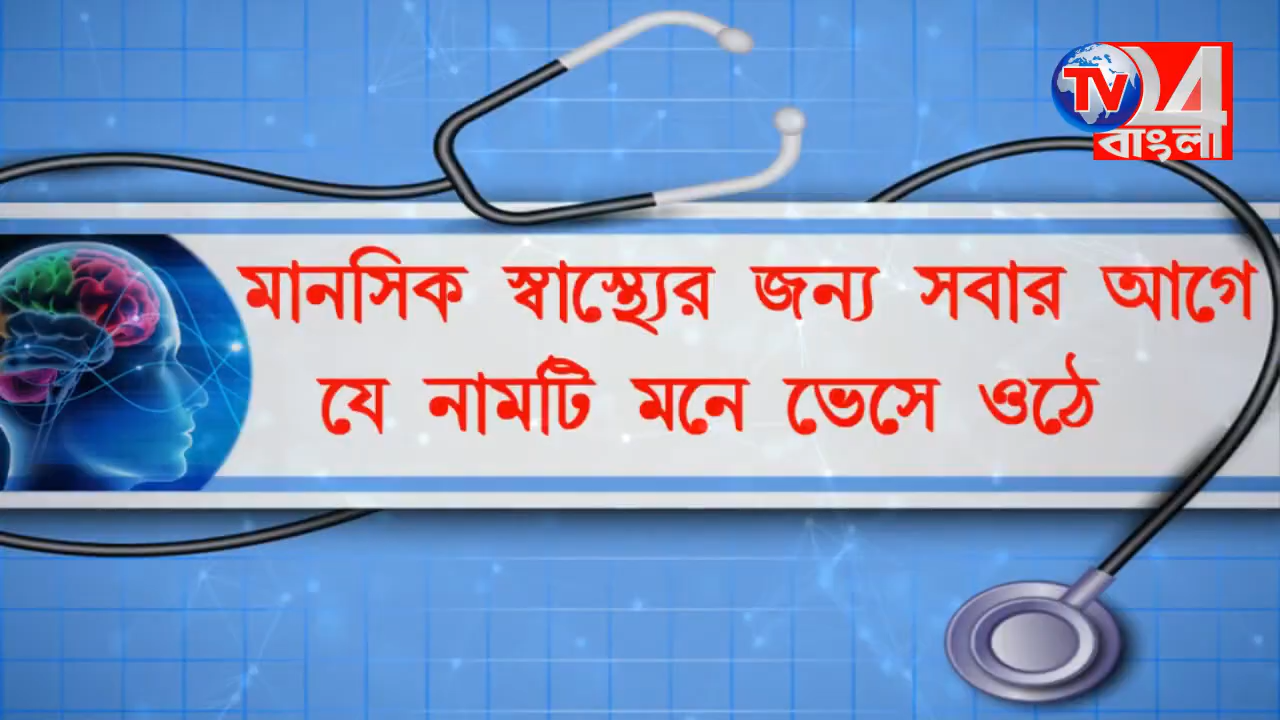 TV 24
বাংলা
মানসিক স্বাস্থ্যের জন্য সবার আগে
যে নামটি মনে ভেসে ওঠে